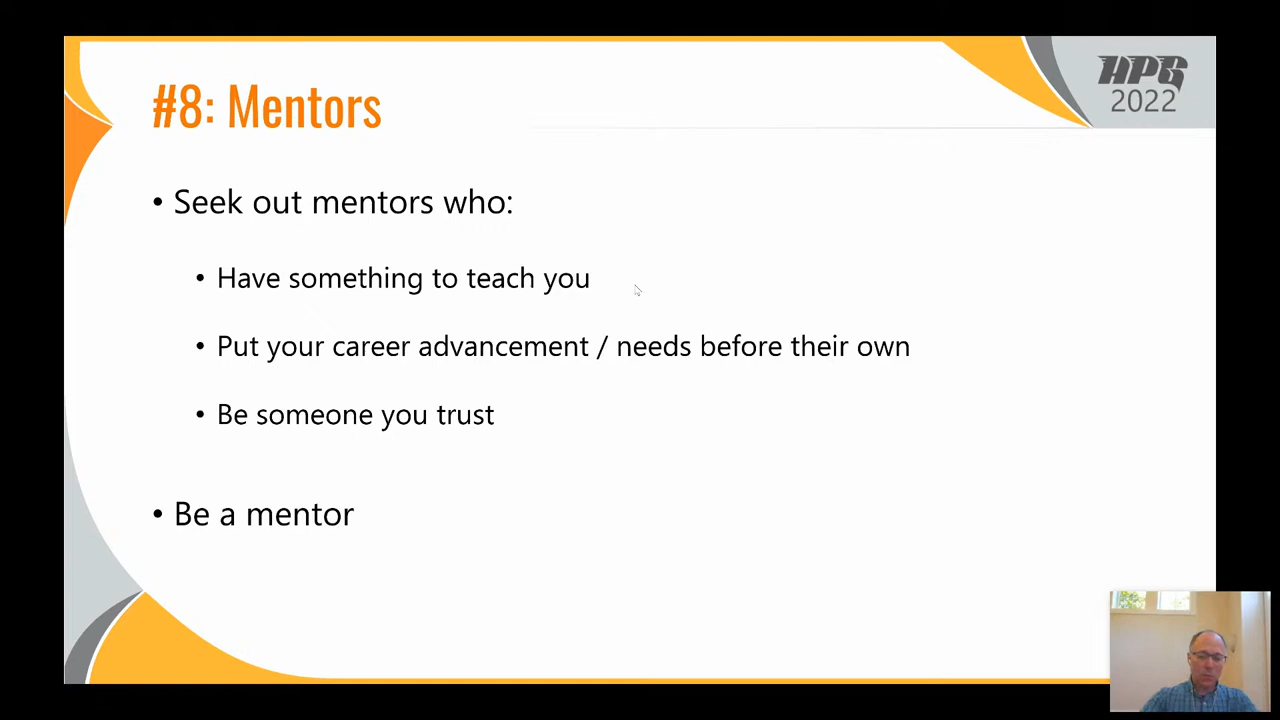 HPG
2022
#8: Mentors
• Seek out mentors who:
• Have something to teach you
• Put your career advancement / needs before their own
• Be someone you trust
• Be a mentor